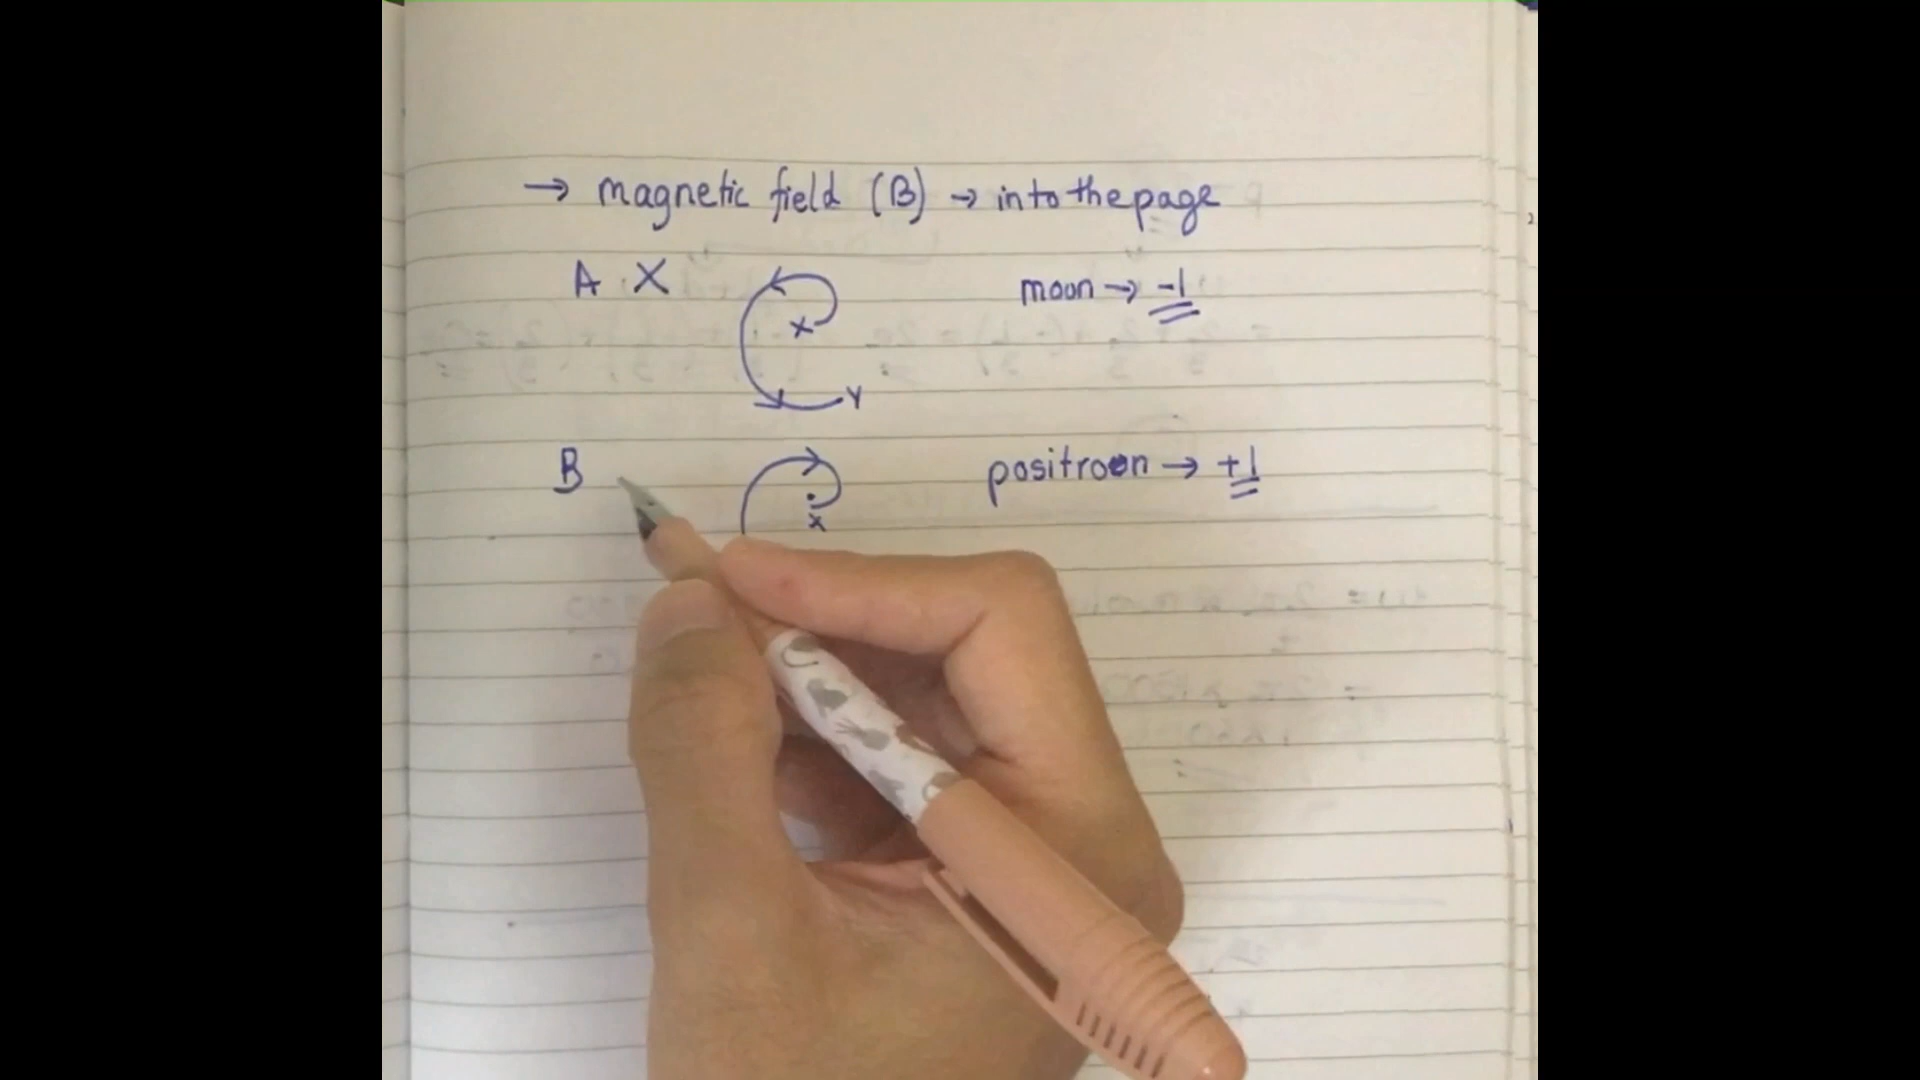 → magnetic field (B) → into the page
A X
moon → -1
X
Y
B
positroon → +1
x